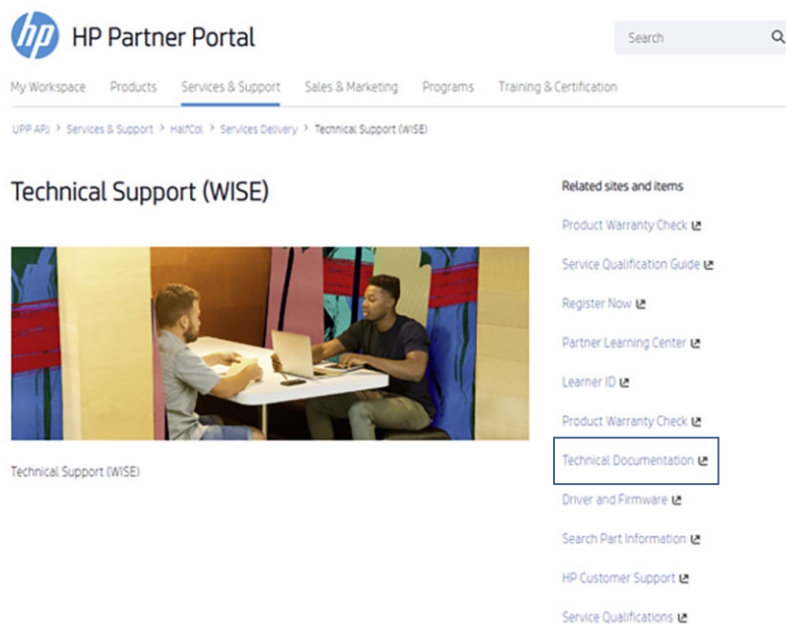 hp HP Partner Portal
Search
My Workspace Products Services & Support Sales & Marketing Programs Training & Certification
UPP APJ > Services & Support > HalfCol > Services Delivery > Technical Support (WISE)
Technical Support (WISE)
Technical Support (WISE)
Related sites and items
Product Warranty Check
Service Qualification Guide
Register Now
Partner Learning Center
Learner ID
Product Warranty Check
Technical Documentation
Driver and Firmware
Search Part Information
HP Customer Support
Service Qualifications